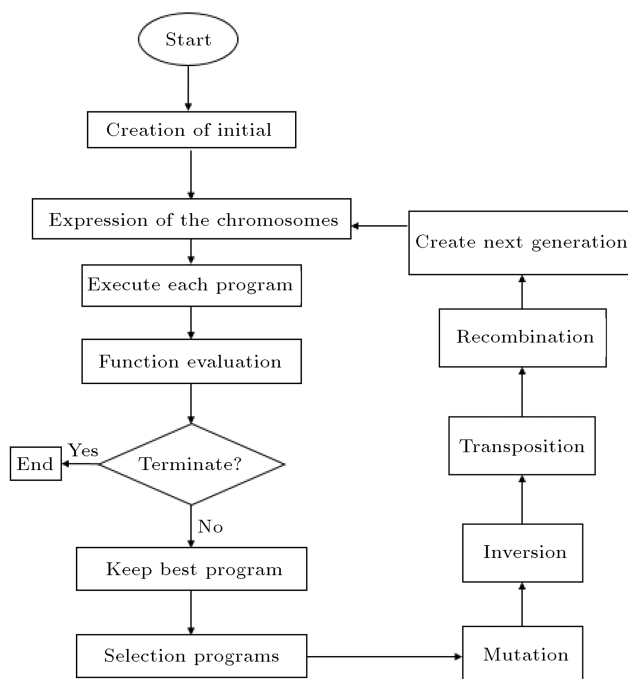 Start
Creation of initial
Expression of the chromosomes
Execute each program
Function evaluation
Terminate?
Yes
End
No
Keep best program
Selection programs
Mutation
Inversion
Transposition
Recombination
Create next generation